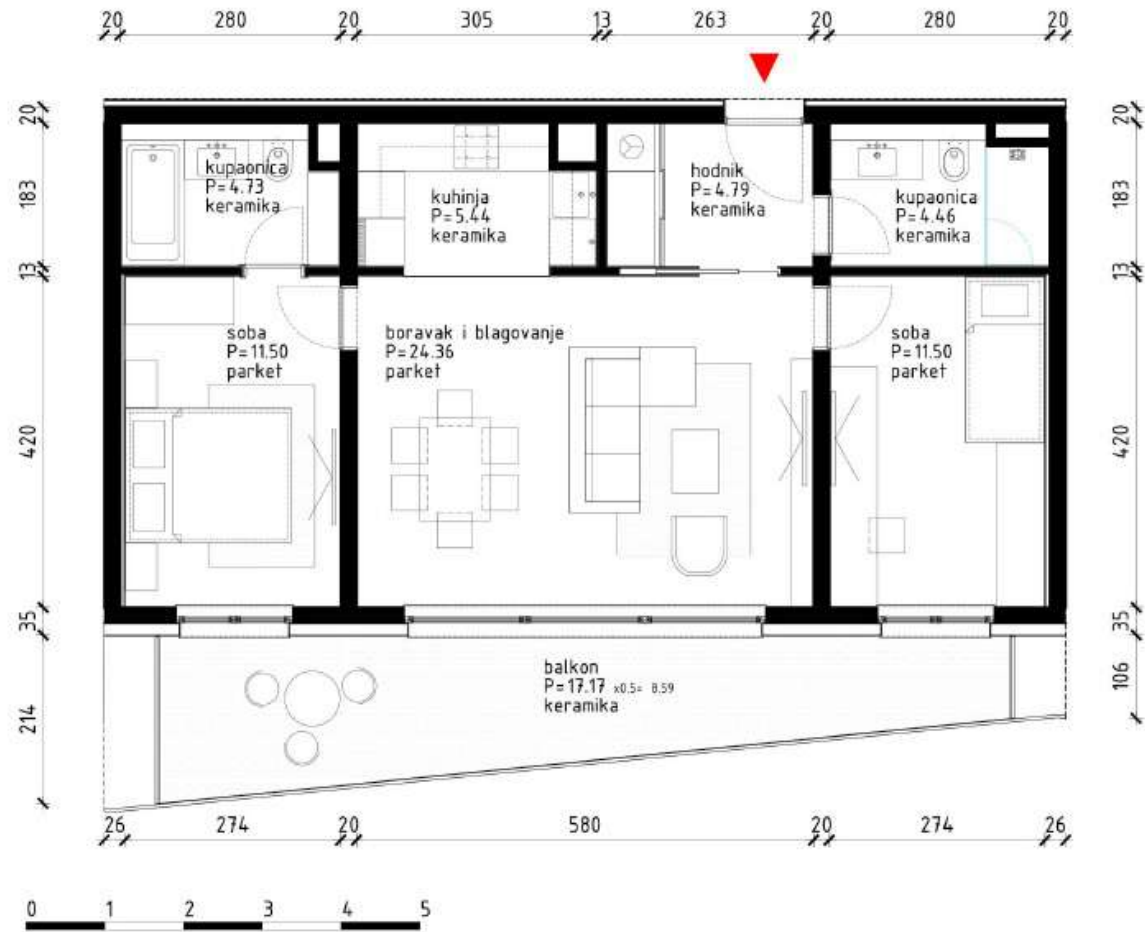 20 280 20 305 13 263 20 280 20
20
183
13
420
35
214
20
183
13
420
35
106
kupaonica
P=4.73
keramika
kuhinja
P=5.44
keramika
hodnik
P=4.79
keramika
kupaonica
P=4.46
keramika
soba
P=11.50
parket
boravak i blagovanje
P=24.36
parket
soba
P=11.50
parket
balkon
P=17.17 x0.5= 8.59
keramika
26 274 20 580 20 274 26
0 1 2 3 4 5